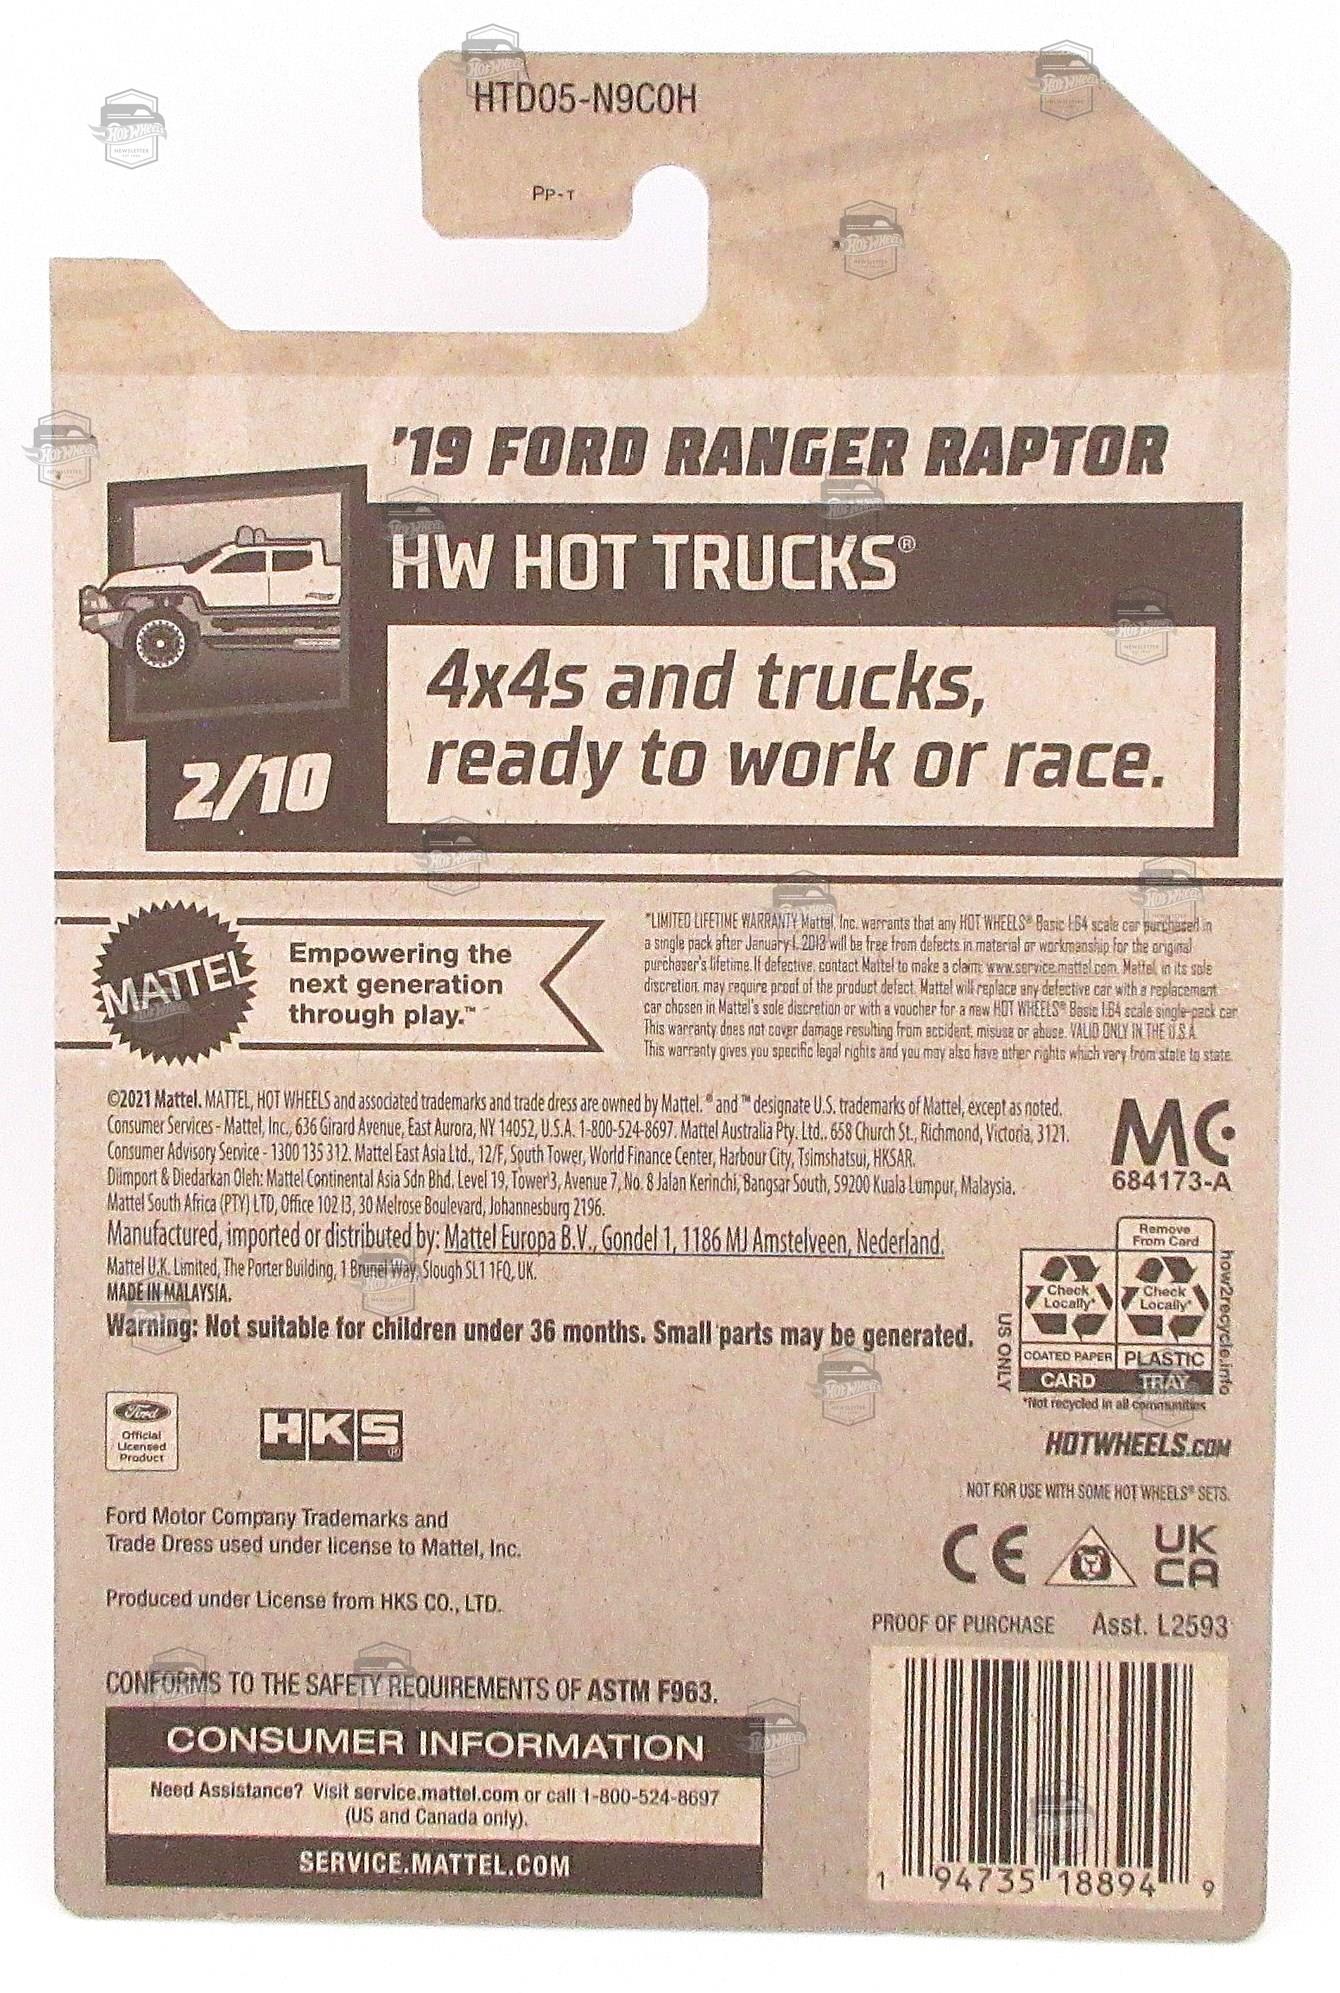 HTD05-N9C0H
PP-T
'19 FORD RANGER RAPTOR
HW HOT TRUCKS®
4x4s and trucks,
ready to work or race.
2/10
MATTEL
Empowering the
next generation
through play.™
*LIMITED LIFETIME WARRANTY Mattel, Inc. warrants that any HOT WHEELS® Basic 1:64 scale car purchased in
a single pack after January 1, 2013 will be free from defects in material or workmanship for the original
purchaser's lifetime. If defective, contact Mattel to make a claim: www.service.mattel.com. Mattel, in its sole
discretion, may require proof of the product defect. Mattel will replace any defective car with a replacement
car chosen in Mattel's sole discretion or with a voucher for a new HOT WHEELS® Basic 1:64 scale single-pack car.
This warranty does not cover damage resulting from accident, misuse or abuse. VALID ONLY IN THE U.S.A.
This warranty gives you specific legal rights and you may also have other rights which vary from state to state.
©2021 Mattel. MATTEL, HOT WHEELS and associated trademarks and trade dress are owned by Mattel. ® and ™ designate U.S. trademarks of Mattel, except as noted.
Consumer Services - Mattel, Inc., 636 Girard Avenue, East Aurora, NY 14052, U.S.A. 1-800-524-8697. Mattel Australia Pty. Ltd., 658 Church St., Richmond, Victoria, 3121.
Consumer Advisory Service - 1300 135 312. Mattel East Asia Ltd., 12/F, South Tower, World Finance Center, Harbour City, Tsimshatsui, HKSAR.
Diimport & Diedarkan Oleh: Mattel Continental Asia Sdn Bhd. Level 19, Tower 3, Avenue 7, No. 8 Jalan Kerinchi, Bangsar South, 59200 Kuala Lumpur, Malaysia.
Mattel South Africa (PTY) LTD, Office 102 I3, 30 Melrose Boulevard, Johannesburg 2196.
Manufactured, imported or distributed by: Mattel Europa B.V., Gondel 1, 1186 MJ Amstelveen, Nederland.
Mattel U.K. Limited, The Porter Building, 1 Brunel Way, Slough SL1 1FQ, UK.
MADE IN MALAYSIA.
Warning: Not suitable for children under 36 months. Small parts may be generated.
MC
684173-A
Remove
From Card
Check
Locally*
Check
Locally*
COATED PAPER
PLASTIC
CARD
TRAY
US ONLY
how2recycle.info
*Not recycled in all communities
HOTWHEELS.COM
NOT FOR USE WITH SOME HOT WHEELS® SETS.
Ford
Official
Licensed
Product
HKS®
Ford Motor Company Trademarks and
Trade Dress used under license to Mattel, Inc.
Produced under License from HKS CO., LTD.
CE
UK
CA
PROOF OF PURCHASE Asst. L2593
CONFORMS TO THE SAFETY REQUIREMENTS OF ASTM F963.
CONSUMER INFORMATION
Need Assistance? Visit service.mattel.com or call 1-800-524-8697
(US and Canada only).
SERVICE.MATTEL.COM
1 94735 18894 9
Hot Wheels
NEWSLETTER